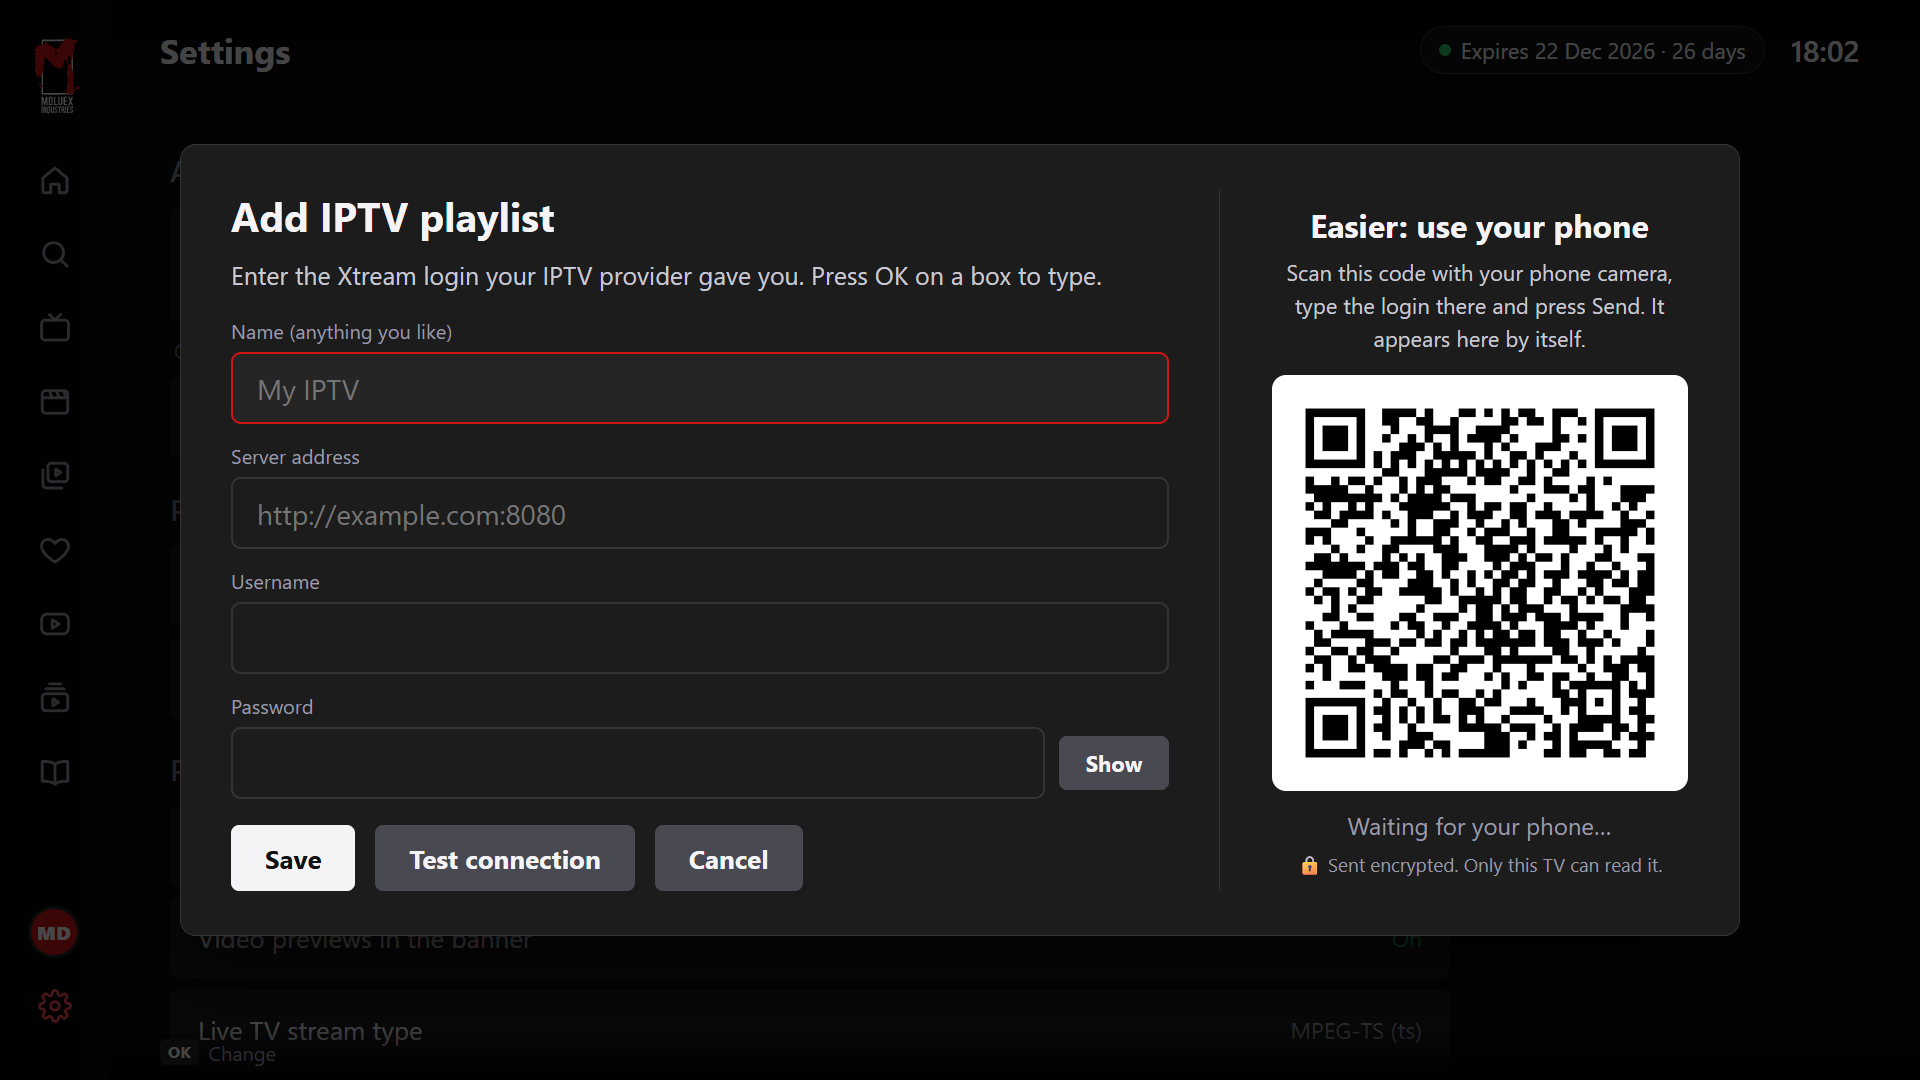 MOLUEX
INDUSTRIES
Settings
Expires 22 Dec 2026 · 26 days
18:02
Add IPTV playlist
Enter the Xtream login your IPTV provider gave you. Press OK on a box to type.
Name (anything you like)
My IPTV
Server address
http://example.com:8080
Username
Password
Show
Save
Test connection
Cancel
Easier: use your phone
Scan this code with your phone camera,
type the login there and press Send. It
appears here by itself.
Waiting for your phone...
Sent encrypted. Only this TV can read it.
MD
Video previews in the banner
On
Live TV stream type
MPEG-TS (ts)
OK Change